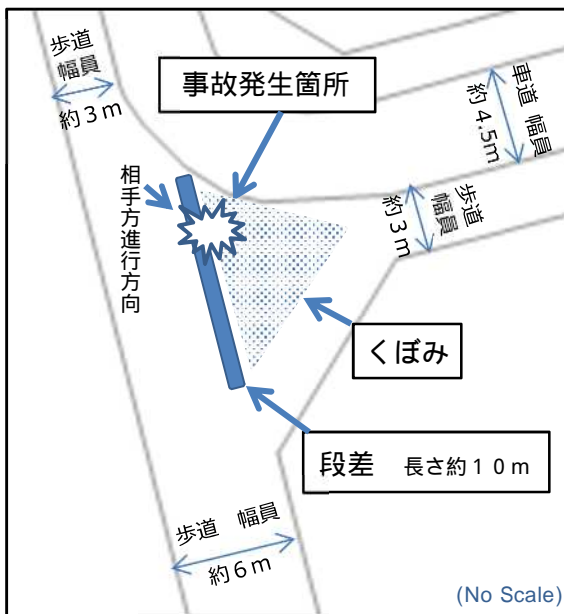 歩道
幅員
約３ｍ
事故発生箇所
車道 幅員
約4.5m
相手方進行方向
歩道
幅員
約３ｍ
くぼみ
段差 長さ約１０ｍ
歩道 幅員
約６ｍ
(No Scale)